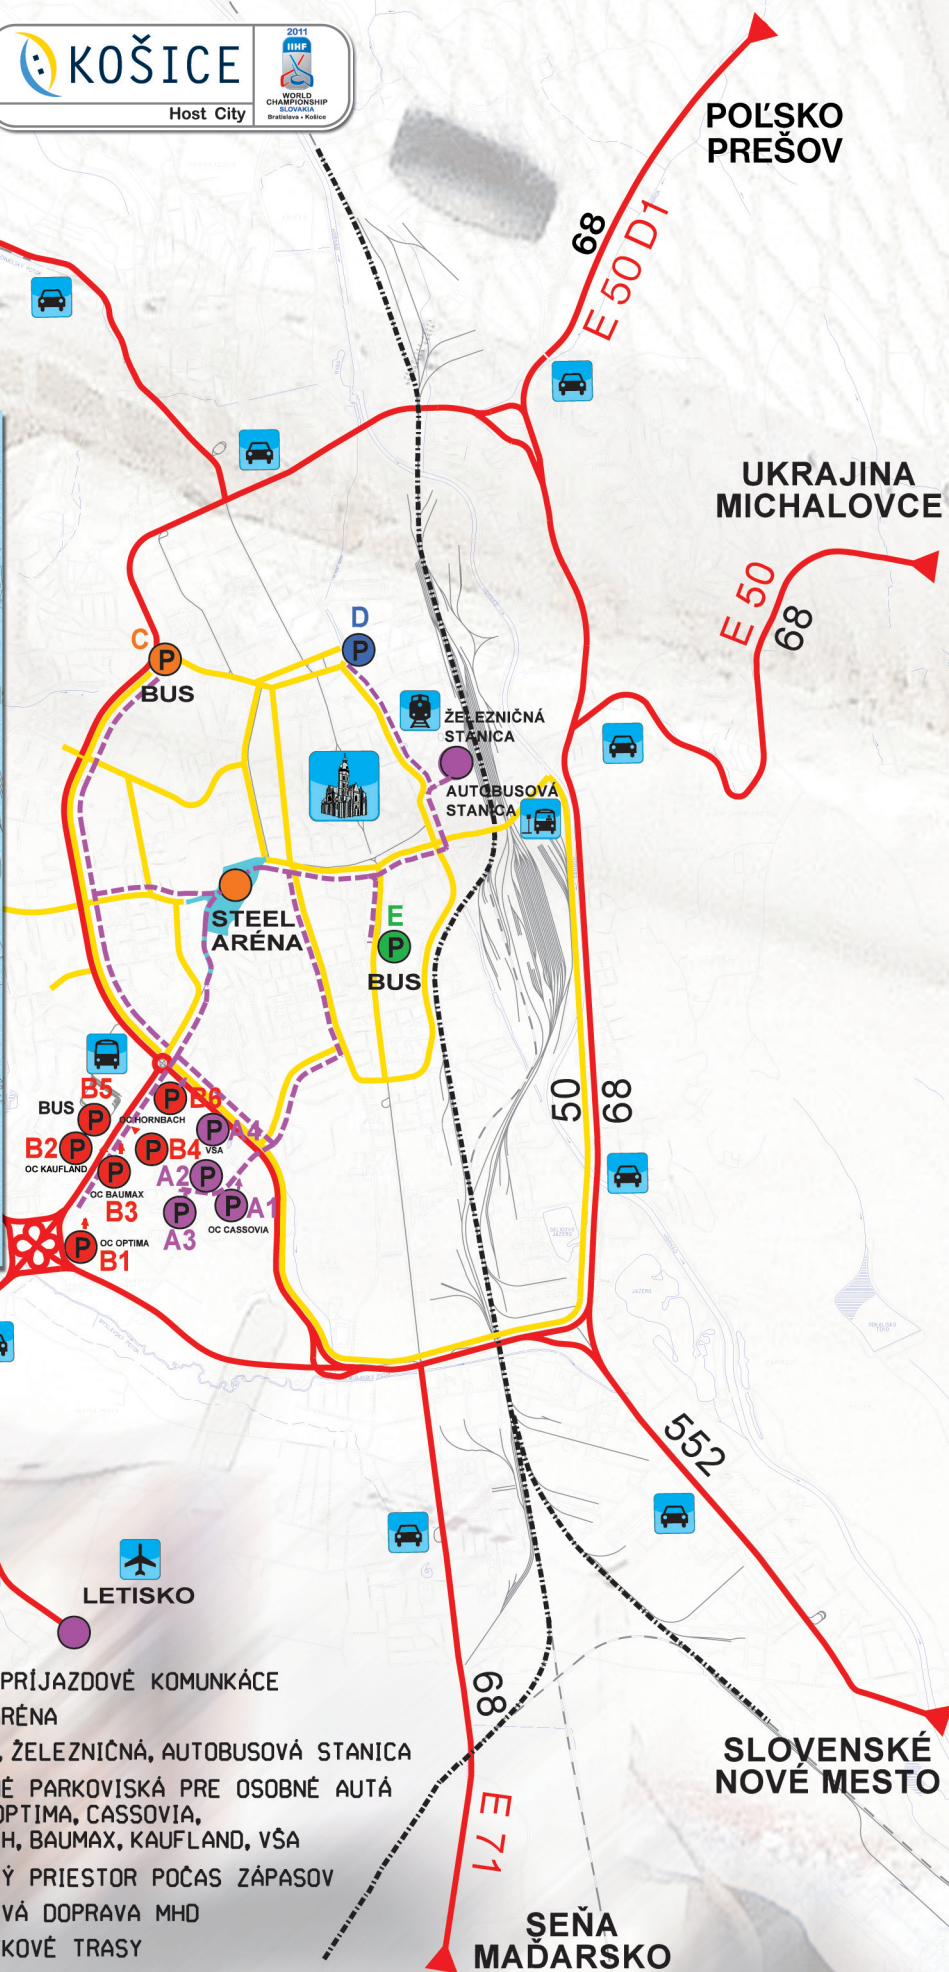 KOŠICE
Host City
2011
IIHF
WORLD
CHAMPIONSHIP
SLOVAKIA
Bratislava • Košice
POĽSKO
PREŠOV
68
E 50 D1
UKRAJINA
MICHALOVCE
E 50
68
C
P
BUS
D
P
ŽELEZNIČNÁ
STANICA
AUTOBUSOVÁ
STANICA
STEEL
ARÉNA
E
P
BUS
50
68
B5
BUS
P
P
B6
OC HORNBACH
P
A4
VŠA
B2
P
OC KAUFLAND
P
B4
P
OC BAUMAX
B3
A2
P
P
A1
OC CASSOVIA
P
A3
P
OC OPTIMA
B1
JAZERO
552
LETISKO
68
E 71
SLOVENSKÉ
NOVÉ MESTO
SEŇA
MAĎARSKO
PRÍJAZDOVÉ KOMUNKÁCE
RÉNA
, ŽELEZNIČNÁ, AUTOBUSOVÁ STANICA
É PARKOVISKÁ PRE OSOBNÉ AUTÁ
OPTIMA, CASSOVIA,
H, BAUMAX, KAUFLAND, VŠA
Ý PRIESTOR POČAS ZÁPASOV
VÁ DOPRAVA MHD
KOVÉ TRASY